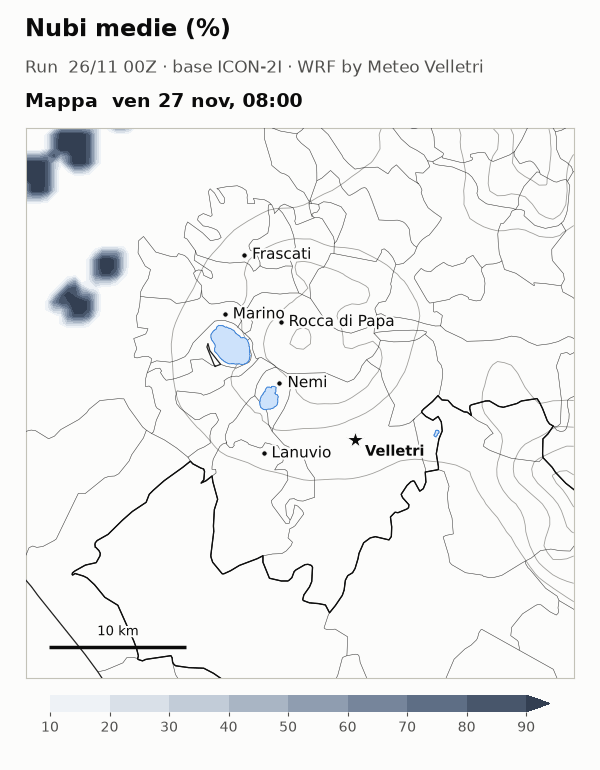 Nubi medie (%)
Run  26/11 00Z · base ICON-2I · WRF by Meteo Velletri
Mappa  ven 27 nov, 08:00
Frascati
Marino
Rocca di Papa
Nemi
Velletri
Lanuvio
10 km
10 20 30 40 50 60 70 80 90